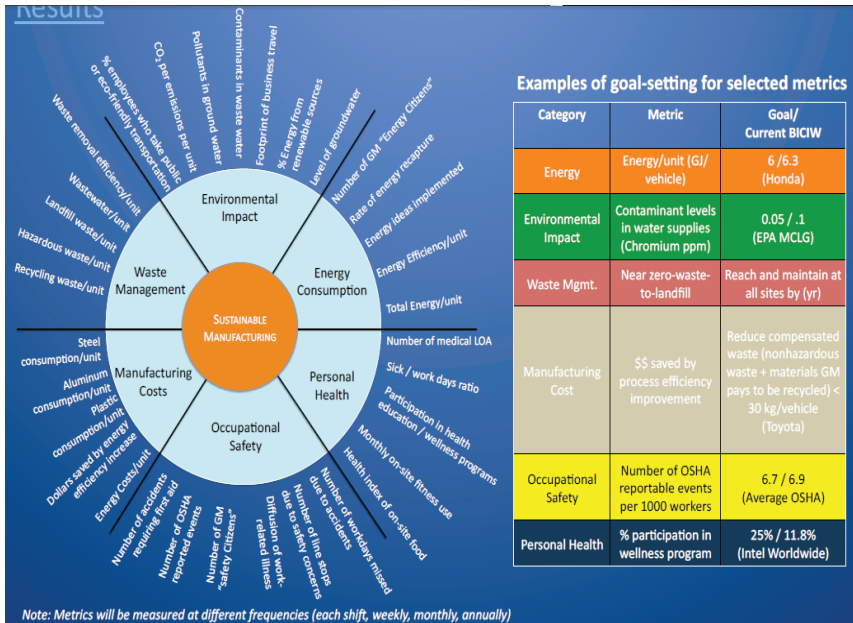 Results
Contaminants in waste water
Footprint of business travel
% Energy from
renewable sources
Level of groundwater
Number of GM "Energy Citizens"
Rate of energy recapture
Energy ideas implemented
Energy Efficiency/unit
Total Energy/unit
Number of medical LOA
Sick / work days ratio
Participation in health
education / wellness programs
Monthly on-site fitness use
Health index of on-site food
Number of workdays missed
due to accidents
Number of line stops
due to safety concerns
Diffusion of work-
related illness
Number of GM
"safety Citizens"
Number of OSHA
reported events
Number of accidents
requiring first aid
Energy Costs/unit
Dollars saved by energy
efficiency increase
Plastic
consumption/unit
Aluminum
consumption/unit
Steel
consumption/unit
Recycling waste/unit
Hazardous waste/unit
Landfill waste/unit
Wastewater/unit
Waste removal efficiency/unit
% employees who take public
or eco-friendly transportation
CO2 per emissions per unit
Pollutants in ground water
Environmental
Impact
Energy
Consumption
Personal
Health
Occupational
Safety
Manufacturing
Costs
Waste
Management
SUSTAINABLE
MANUFACTURING
Examples of goal-setting for selected metrics
Category Metric Goal/
Current BICIW
Energy Energy/unit (GJ/
vehicle) 6 /6.3
(Honda)
Environmental
Impact Contaminant levels
in water supplies
(Chromium ppm) 0.05 / .1
(EPA MCLG)
Waste Mgmt. Near zero-waste-
to-landfill Reach and maintain at
all sites by (yr)
Manufacturing
Cost $$ saved by
process efficiency
improvement Reduce compensated
waste (nonhazardous
waste + materials GM
pays to be recycled) <
30 kg/vehicle
(Toyota)
Occupational
Safety Number of OSHA
reportable events
per 1000 workers 6.7 / 6.9
(Average OSHA)
Personal Health % participation in
wellness program 25% / 11.8%
(Intel Worldwide)
Note: Metrics will be measured at different frequencies (each shift, weekly, monthly, annually)